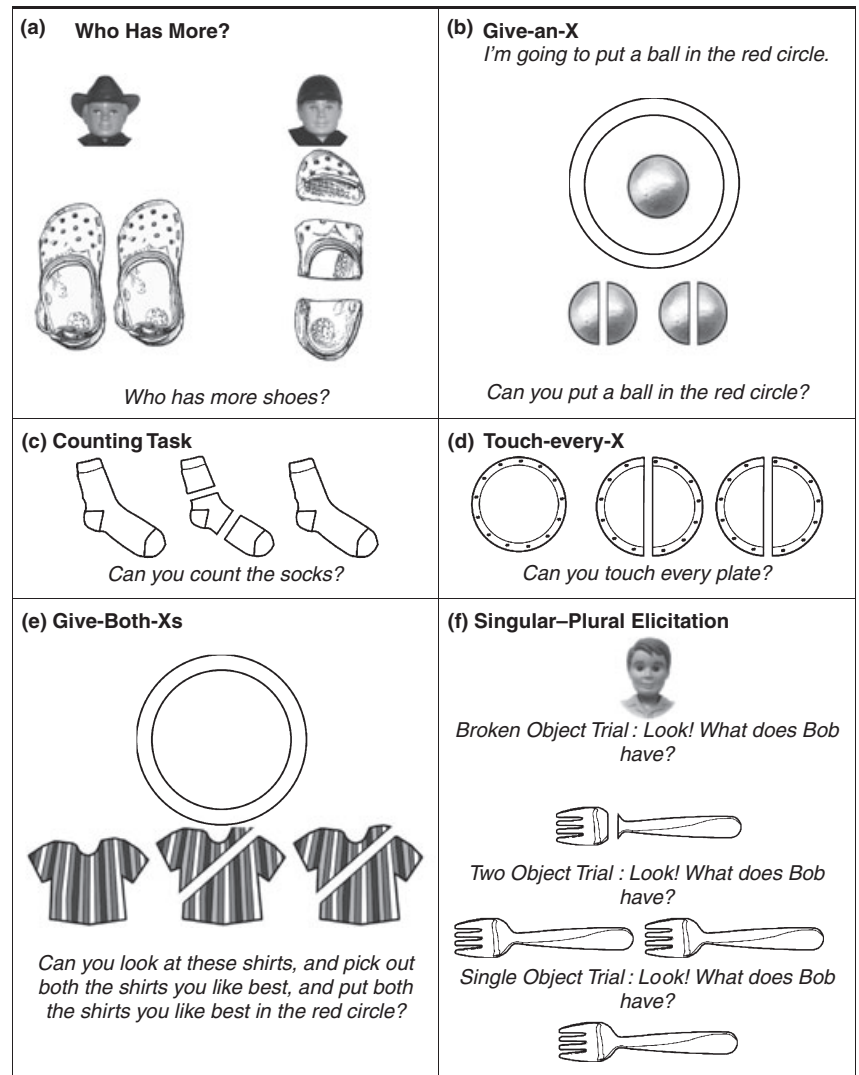 (a) Who Has More?
Who has more shoes?
(b) Give-an-X
I'm going to put a ball in the red circle.
Can you put a ball in the red circle?
(c) Counting Task
Can you count the socks?
(d) Touch-every-X
Can you touch every plate?
(e) Give-Both-Xs
Can you look at these shirts, and pick out
both the shirts you like best, and put both
the shirts you like best in the red circle?
(f) Singular–Plural Elicitation
Broken Object Trial : Look! What does Bob
have?
Two Object Trial : Look! What does Bob
have?
Single Object Trial : Look! What does Bob
have?